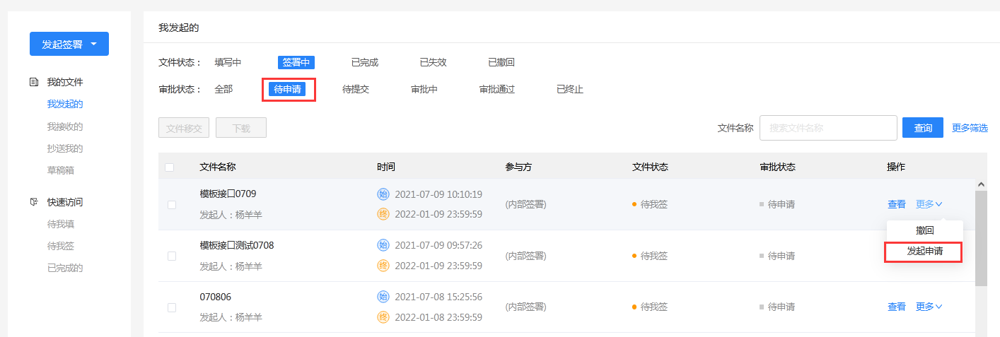 发起签署
我的文件
我发起的
我接收的
抄送我的
草稿箱
快速访问
待我填
待我签
已完成的
我发起的
文件状态： 填写中 签署中 已完成 已失效 已撤回
审批状态： 全部 待申请 待提交 审批中 审批通过 已终止
文件移交 下载 文件名称 搜索文件名称 查询 更多筛选
文件名称 时间 参与方 文件状态 审批状态 操作
模板接口0709 始 2021-07-09 10:10:19
(内部签署) 待我签 待申请 查看 更多
发起人：杨羊羊 终 2022-01-09 23:59:59
撤回
发起申请
模板接口测试0708 始 2021-07-09 09:57:26
(内部签署) 待我签 待申请
发起人：杨羊羊 终 2022-01-09 23:59:59
070806 始 2021-07-08 15:25:56
(内部签署) 待我签 待申请 查看 更多
发起人：杨羊羊 终 2022-01-08 23:59:59